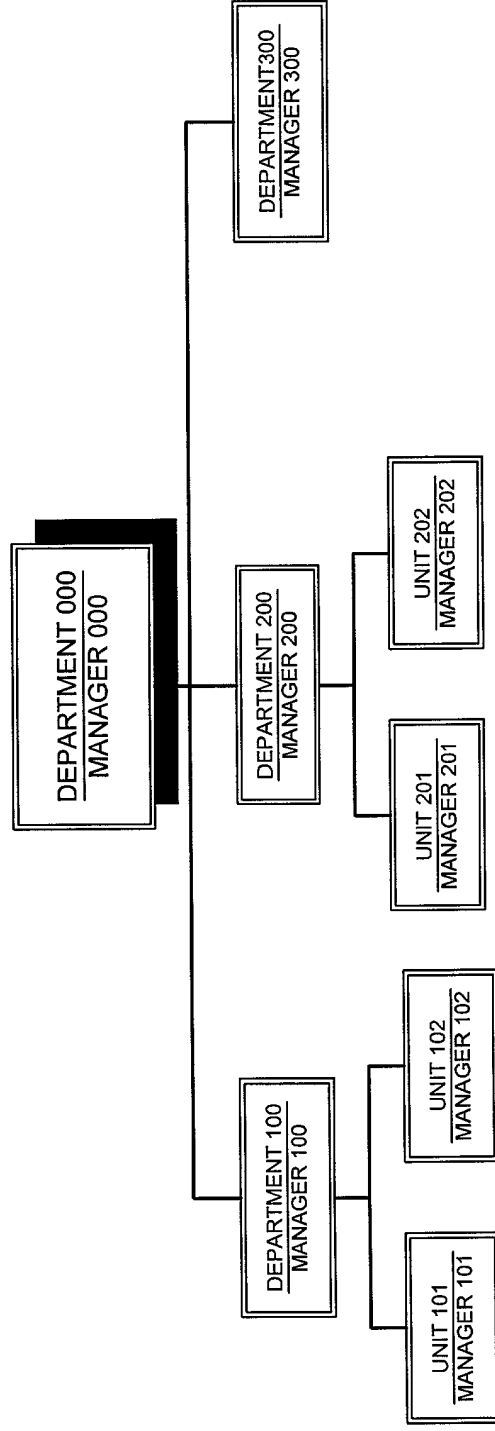 DEPARTMENT 000
MANAGER 000
DEPARTMENT 100
MANAGER 100
DEPARTMENT 200
MANAGER 200
DEPARTMENT300
MANAGER 300
UNIT 101
MANAGER 101
UNIT 102
MANAGER 102
UNIT 201
MANAGER 201
UNIT 202
MANAGER 202